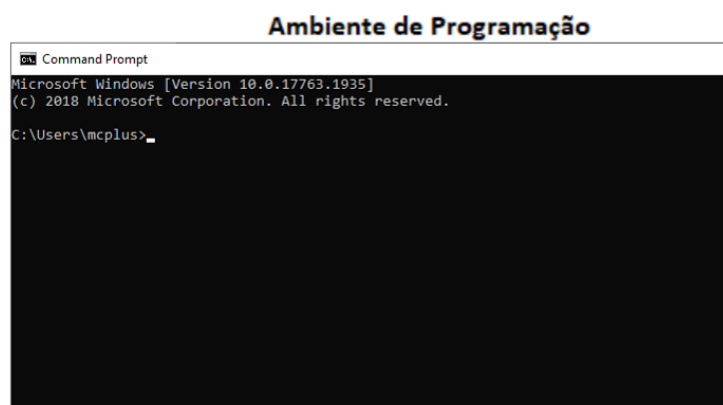 Ambiente de Programação
Command Prompt
Microsoft Windows [Version 10.0.17763.1935]
(c) 2018 Microsoft Corporation. All rights reserved.
C:\Users\mcplus>